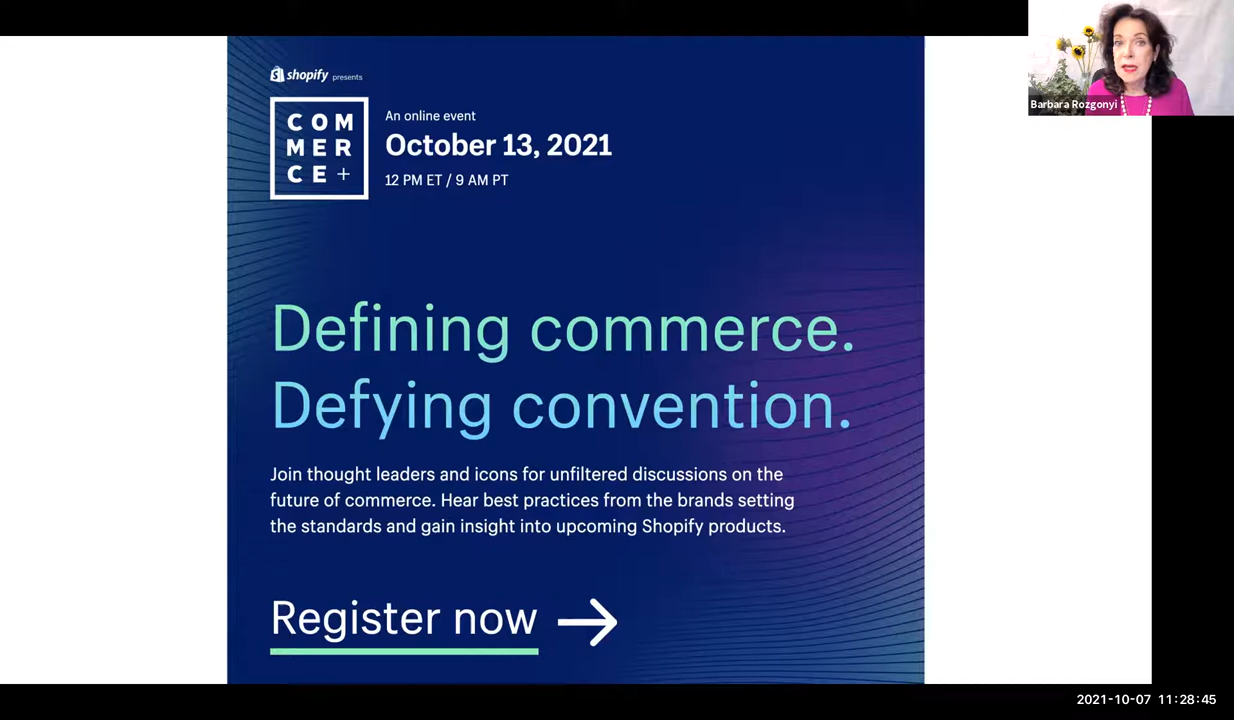 shopify presents
COM
MER
CE+
An online event
October 13, 2021
12 PM ET / 9 AM PT
Defining commerce.
Defying convention.
Join thought leaders and icons for unfiltered discussions on the
future of commerce. Hear best practices from the brands setting
the standards and gain insight into upcoming Shopify products.
Register now
Barbara Rozgonyi
2021-10-07 11:28:45